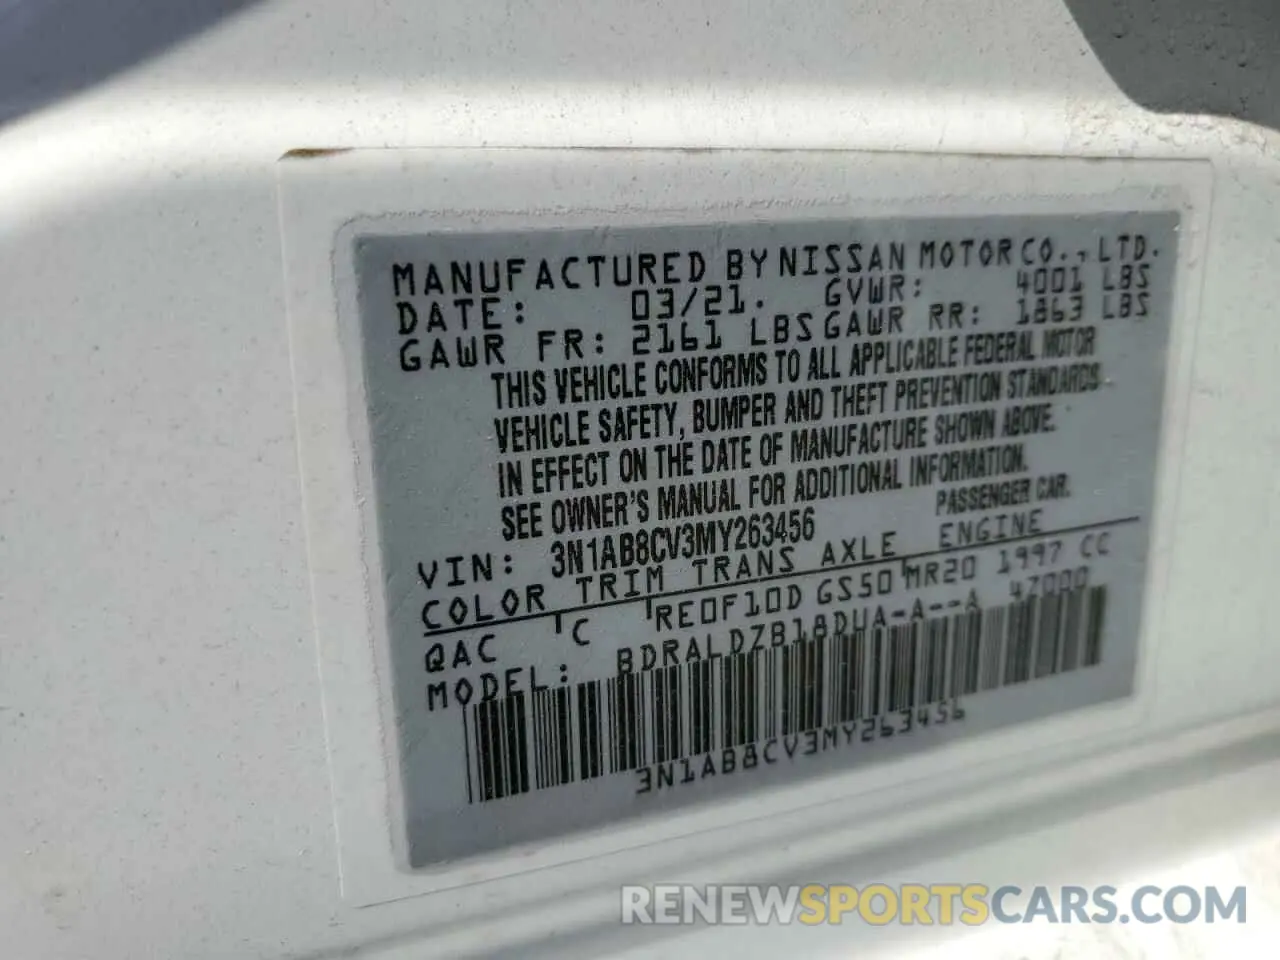 MANUFACTURED BY NISSAN MOTOR CO., LTD.
DATE: 03/21. GVWR: 4001 LBS
GAWR FR: 2161 LBS GAWR RR: 1863 LBS
THIS VEHICLE CONFORMS TO ALL APPLICABLE FEDERAL MOTOR
VEHICLE SAFETY, BUMPER AND THEFT PREVENTION STANDARDS
IN EFFECT ON THE DATE OF MANUFACTURE SHOWN ABOVE.
SEE OWNER'S MANUAL FOR ADDITIONAL INFORMATION.
VIN: 3N1AB8CV3MY263456 PASSENGER CAR.
COLOR TRIM TRANS AXLE ENGINE
QAC C RE0F10D GS50 MR20 1997 CC
MODEL: BDRALDZB18DUA-A--A 47000
3N1AB8CV3MY263456
RENEWSPORTSCARS.COM